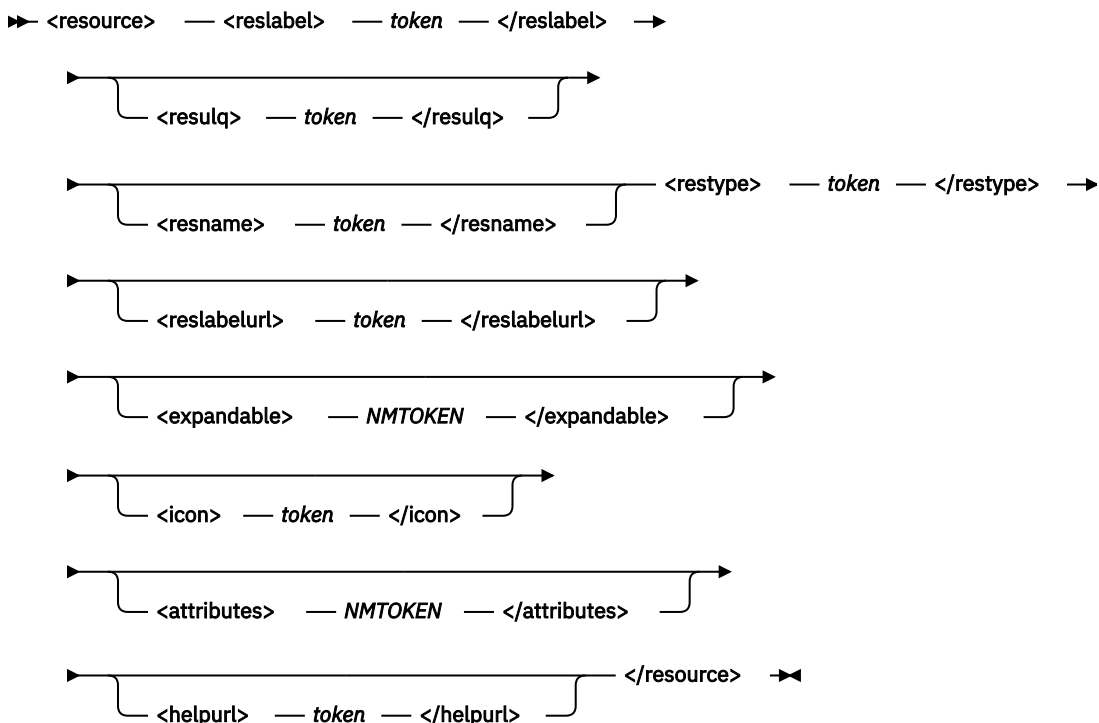 <resource> <reslabel> token </reslabel>
<resulq> token </resulq>
<restype> token </restype>
<resname> token </resname>
<reslabelurl> token </reslabelurl>
<expandable> NMTOKEN </expandable>
<icon> token </icon>
<attributes> NMTOKEN </attributes>
</resource>
<helpurl> token </helpurl>